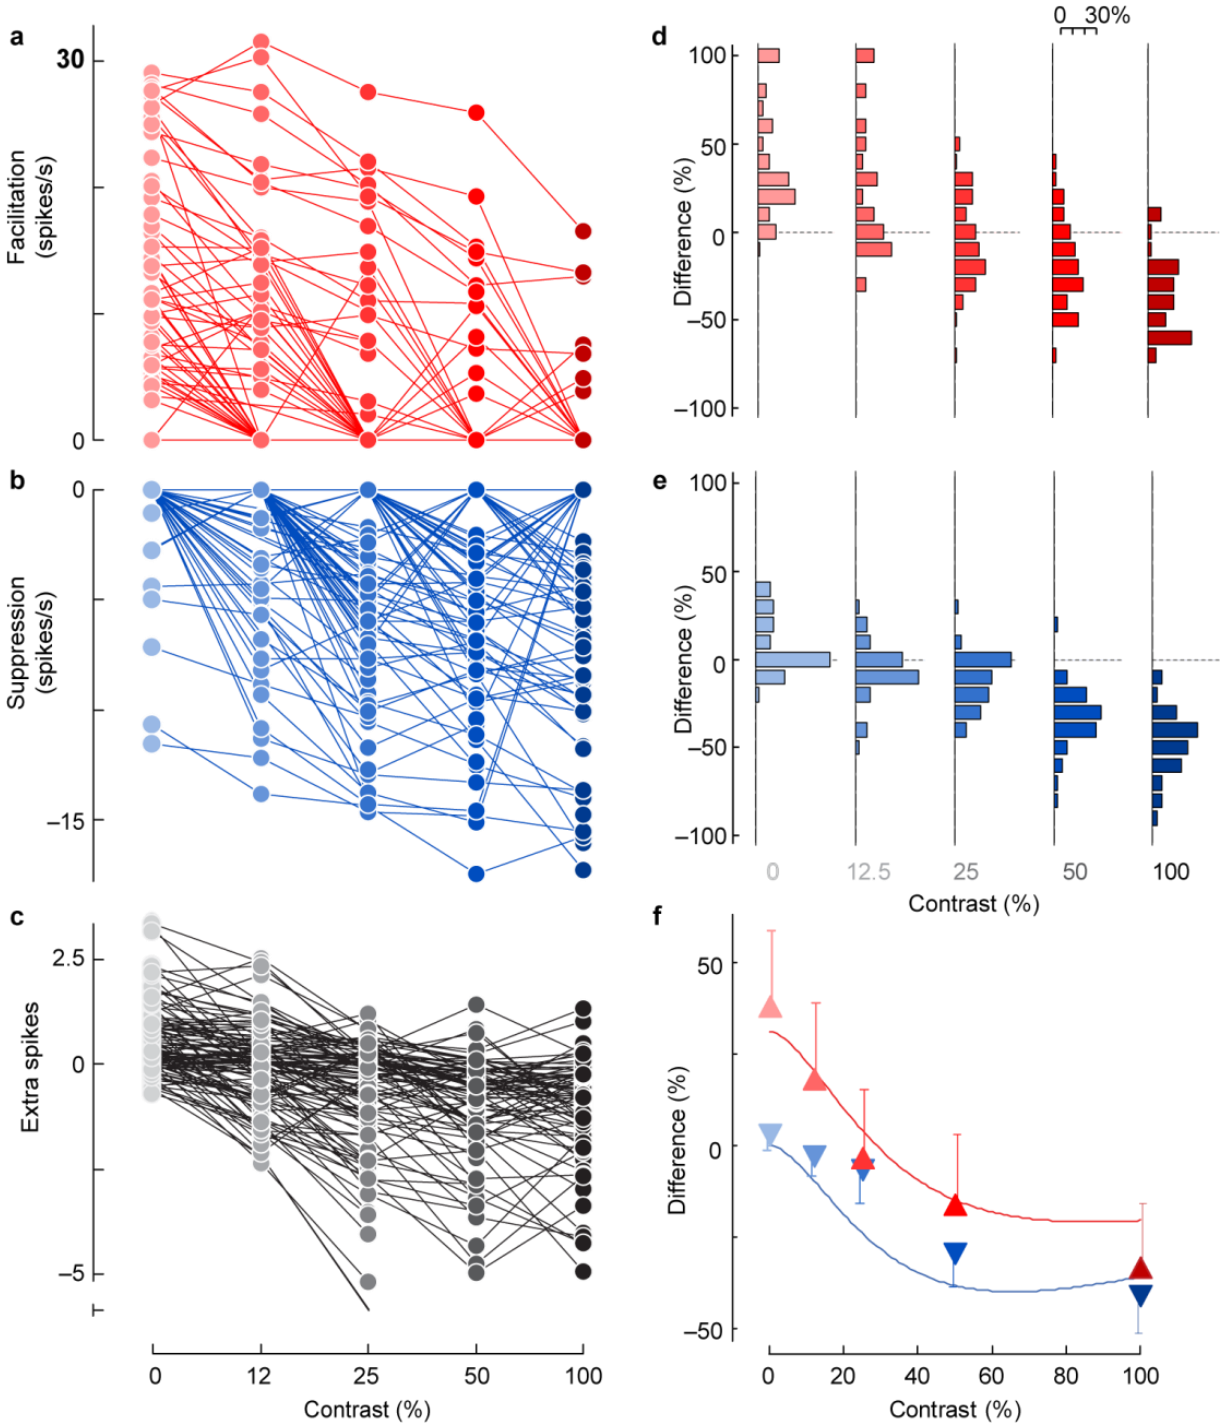 a
30
Facilitation
(spikes/s)
0
b
0
Suppression
(spikes/s)
−15
c
2.5
0
Extra spikes
−5
0 12 25 50 100
Contrast (%)
0 30%
d
100
50
0
−50
−100
Difference (%)
e
100
50
0
−50
−100
Difference (%)
0 12.5 25 50 100
Contrast (%)
f
50
0
−50
Difference (%)
0 20 40 60 80 100
Contrast (%)